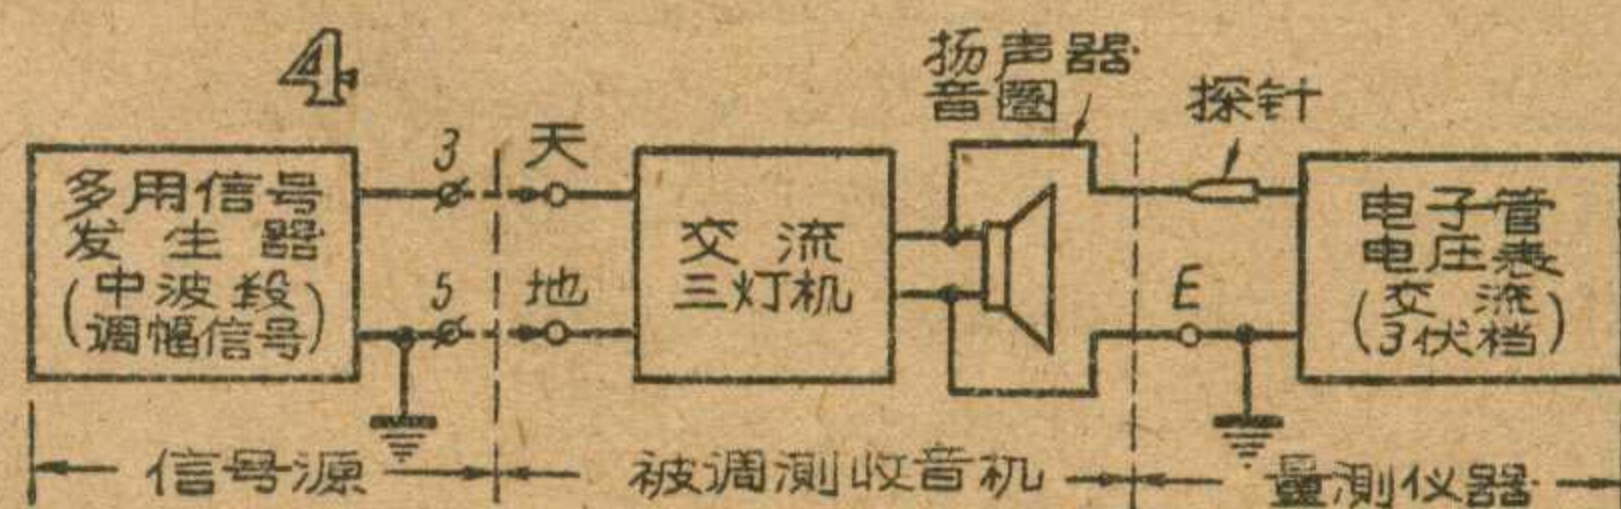 4
多用信号
发生器
(中波段
调幅信号)
3
5
天
地
交流
三灯机
扬声器
音圈
探针
E
电子管
电压表
(交流
3伏档)
信号源
被调测收音机
量测仪器